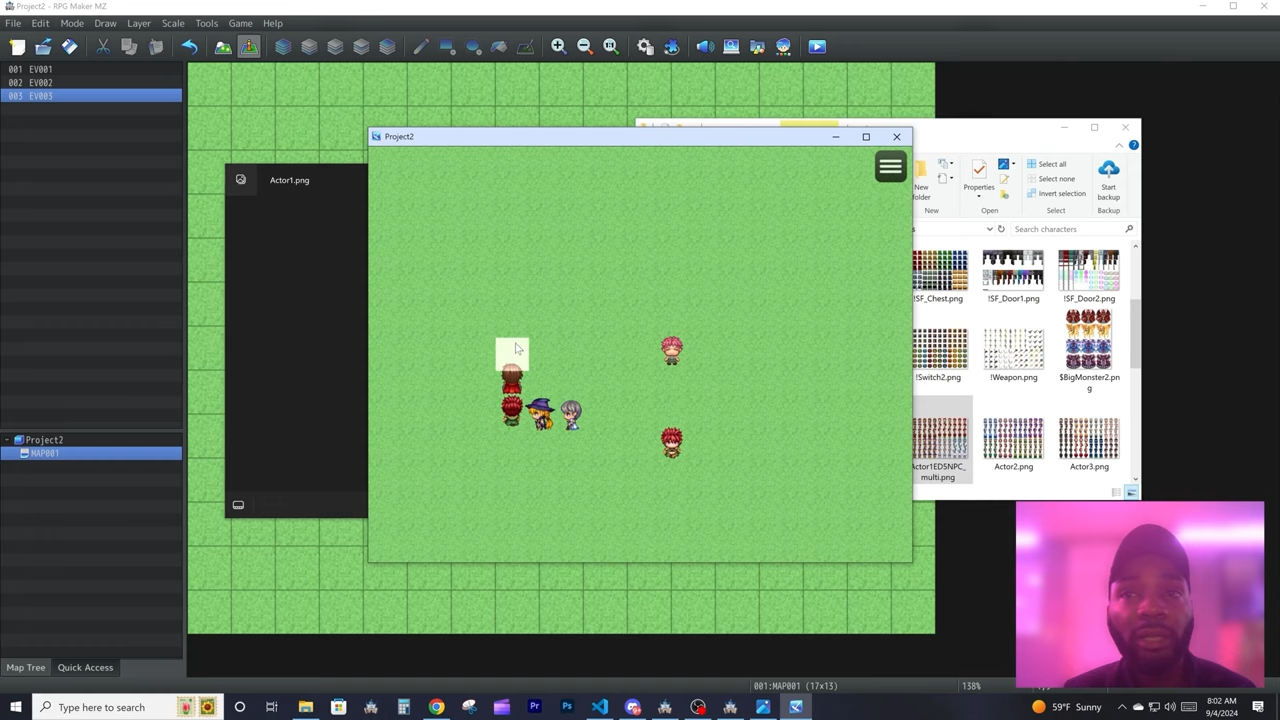 Project2 - RPG Maker MZ
File Edit Mode Draw Layer Scale Tools Game Help
001 EV001
002 EV002
003 EV003
Project2
Actor1.png
Select all
Select none
Invert selection
New folder
Properties
Start backup
New
Open
Select
Backup
Search characters
!SF_Chest.png
!SF_Door1.png
!SF_Door2.png
!Switch2.png
!Weapon.png
$BigMonster2.png
Actor1ED5NPC_multi.png
Actor2.png
Actor3.png
Project2
MAP001
Map Tree
Quick Access
001:MAP001 (17×13)
138%
Type here to search
59°F Sunny
8:02 AM
9/4/2024